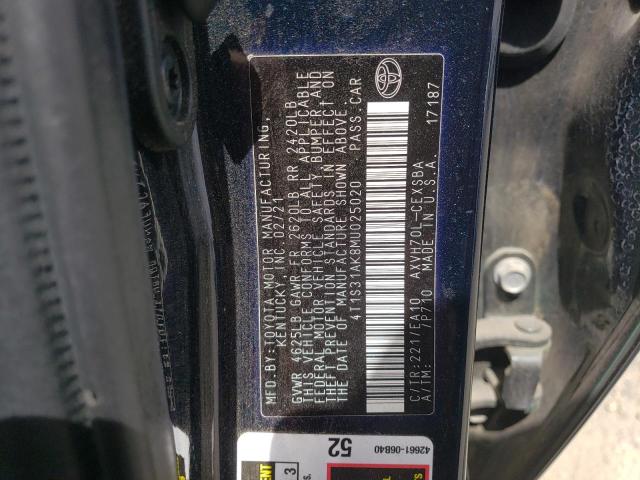 MFD.BY:TOYOTA MOTOR MANUFACTURING,
KENTUCKY, INC. 02/21
GVWR 4625LB GAWR FR 2620LB RR 2420LB
THIS VEHICLE CONFORMS TO ALL APPLICABLE
FEDERAL MOTOR VEHICLE SAFETY, BUMPER, AND
THEFT PREVENTION STANDARDS IN EFFECT ON
THE DATE OF MANUFACTURE SHOWN ABOVE.
4T1S31AK8MU025020 PASS.CAR
C/TR:221/EA10 AXVH70L-CEXSBA
A/TM: /B710 MADE IN U.S.A. 17187
52
42661-06B40
3